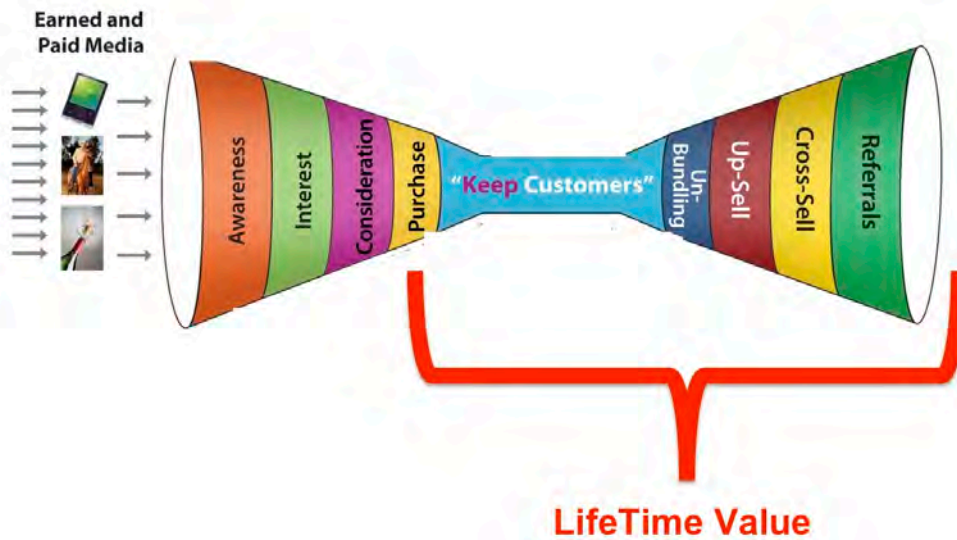 Earned and
Paid Media
Awareness
Interest
Consideration
Purchase
"Keep Customers"
Un-
Bundling
Up-Sell
Cross-Sell
Referrals
LifeTime Value